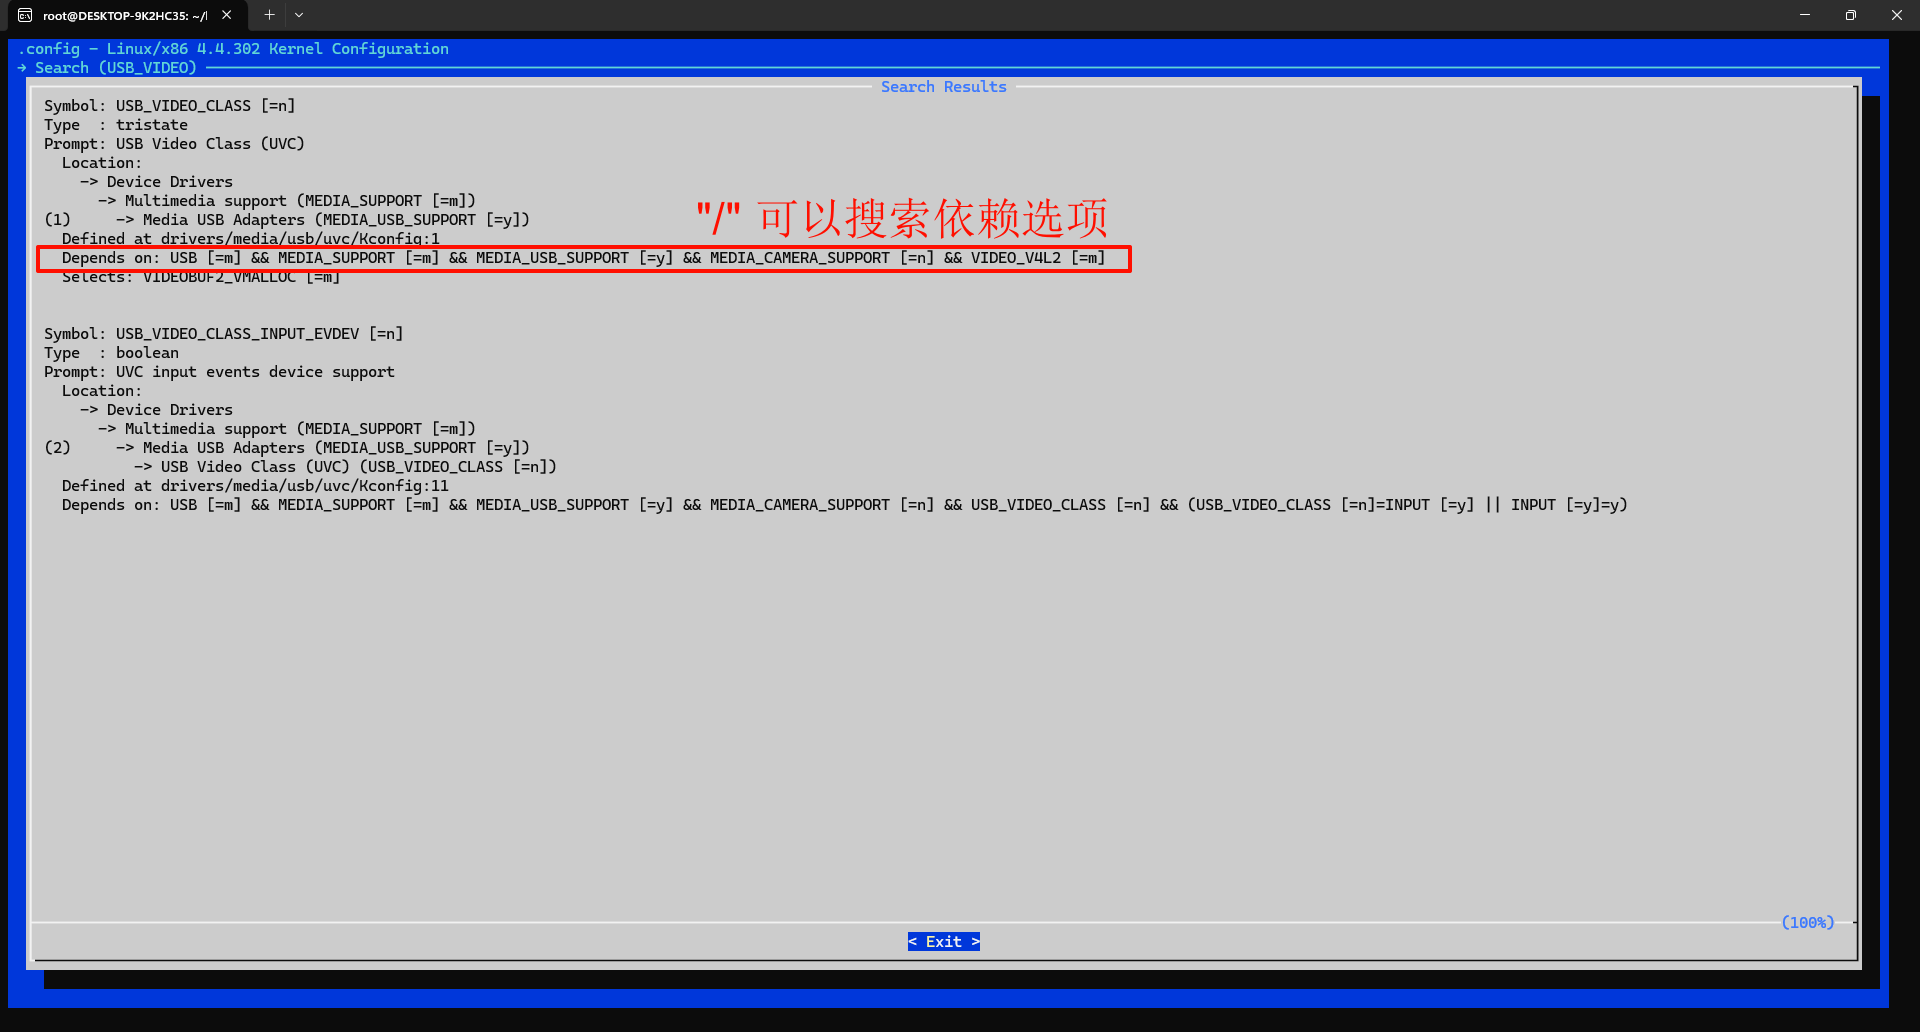 root@DESKTOP-9K2HC35: ~/l
.config - Linux/x86 4.4.302 Kernel Configuration
→ Search (USB_VIDEO)
Search Results
Symbol: USB_VIDEO_CLASS [=n]
Type  : tristate
Prompt: USB Video Class (UVC)
  Location:
    -> Device Drivers
      -> Multimedia support (MEDIA_SUPPORT [=m])
(1)     -> Media USB Adapters (MEDIA_USB_SUPPORT [=y])
"/" 可以搜索依赖选项
  Defined at drivers/media/usb/uvc/Kconfig:1
  Depends on: USB [=m] && MEDIA_SUPPORT [=m] && MEDIA_USB_SUPPORT [=y] && MEDIA_CAMERA_SUPPORT [=n] && VIDEO_V4L2 [=m]
  Selects: VIDEOBUF2_VMALLOC [=m]
Symbol: USB_VIDEO_CLASS_INPUT_EVDEV [=n]
Type  : boolean
Prompt: UVC input events device support
  Location:
    -> Device Drivers
      -> Multimedia support (MEDIA_SUPPORT [=m])
(2)     -> Media USB Adapters (MEDIA_USB_SUPPORT [=y])
          -> USB Video Class (UVC) (USB_VIDEO_CLASS [=n])
  Defined at drivers/media/usb/uvc/Kconfig:11
  Depends on: USB [=m] && MEDIA_SUPPORT [=m] && MEDIA_USB_SUPPORT [=y] && MEDIA_CAMERA_SUPPORT [=n] && USB_VIDEO_CLASS [=n] && (USB_VIDEO_CLASS [=n]=INPUT [=y] || INPUT [=y]=y)
(100%)
< Exit >